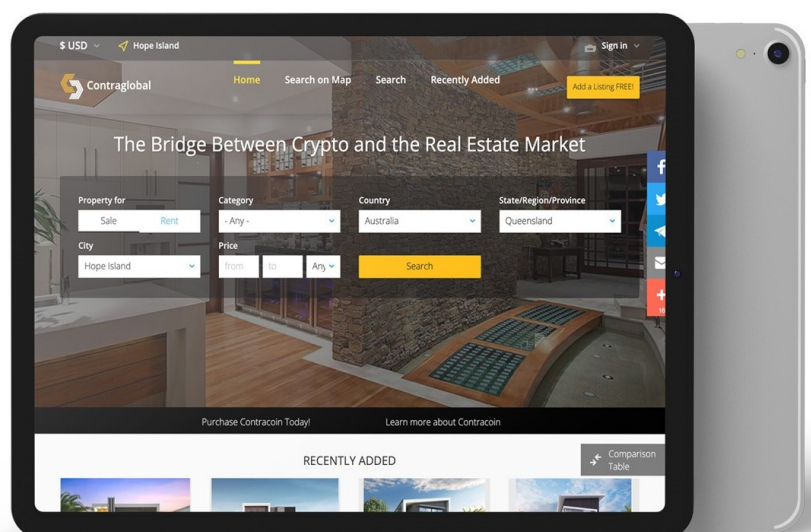 $ USD
Hope Island
Sign in
Contraglobal
Home
Search on Map
Search
Recently Added
Add a Listing FREE!
The Bridge Between Crypto and the Real Estate Market
Property for
Category
Country
State/Region/Province
Sale
Rent
- Any -
Australia
Queensland
City
Price
Hope Island
from
to
Any
Search
Purchase Contracoin Today!
Learn more about Contracoin
RECENTLY ADDED
Comparison
Table